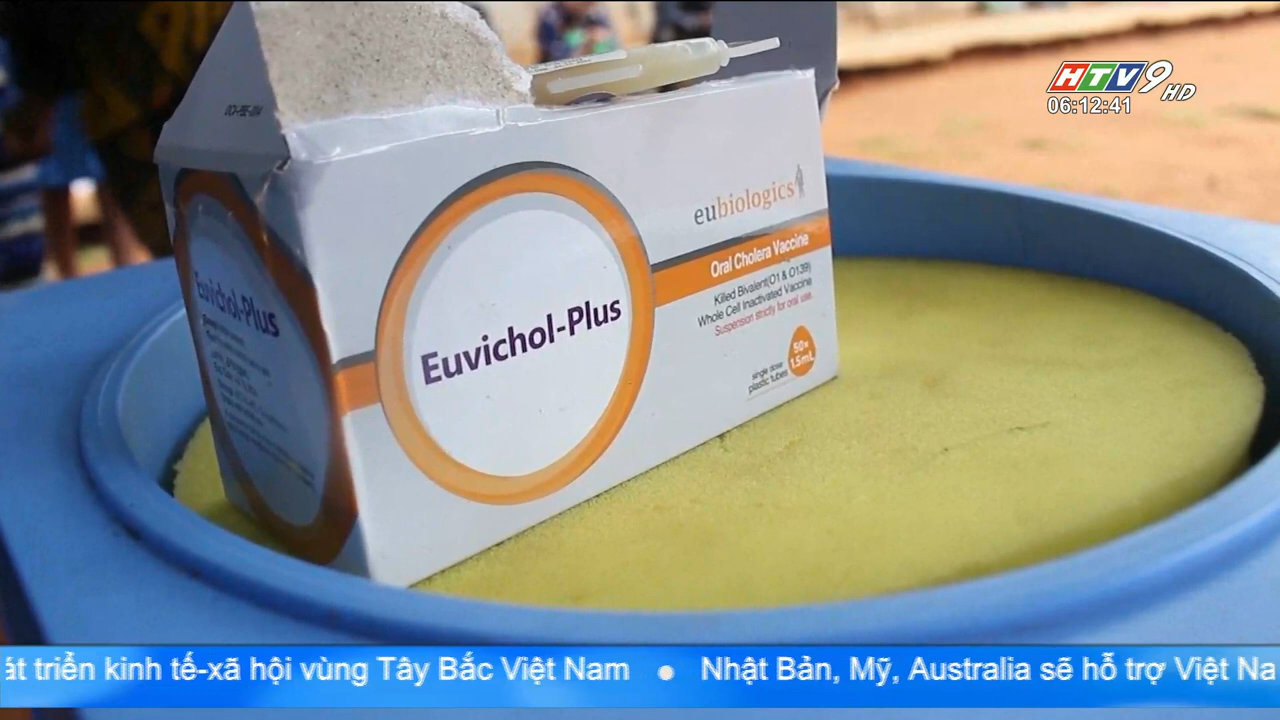 HTV9 HD
06:12:41
eubiologics
Oral Cholera Vaccine
Killed Bivalent(O1 & O139)
Whole Cell Inactivated Vaccine
Suspension strictly for oral use.
Euvichol-Plus
50x
1.5mL
single dose
plastic tubes
Euvichol-Plus
át triển kinh tế-xã hội vùng Tây Bắc Việt Nam ● Nhật Bản, Mỹ, Australia sẽ hỗ trợ Việt Na